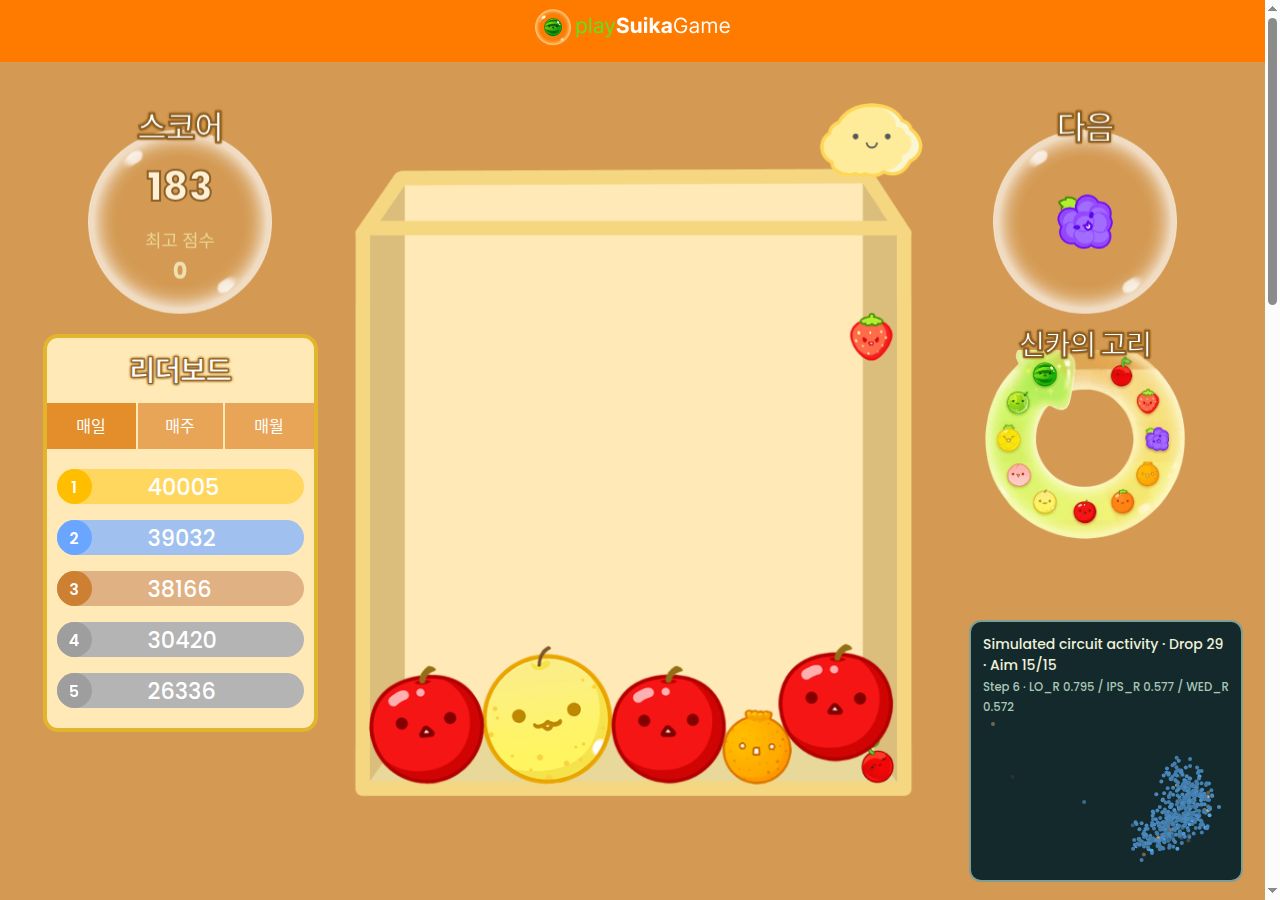 playSuikaGame
스코어
183
최고 점수
0
다음
리더보드
매일 매주 매월
1 40005
2 39032
3 38166
4 30420
5 26336
신카의 고리
Simulated circuit activity · Drop 29
· Aim 15/15
Step 6 · LO_R 0.795 / IPS_R 0.577 / WED_R
0.572